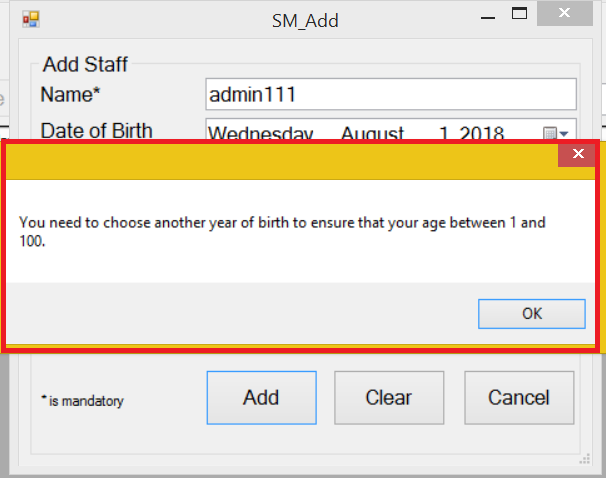 SM_Add
Add Staff
Name*
admin111
Date of Birth
Wednesday, August 1, 2018
You need to choose another year of birth to ensure that your age between 1 and
100.
OK
* is mandatory
Add
Clear
Cancel